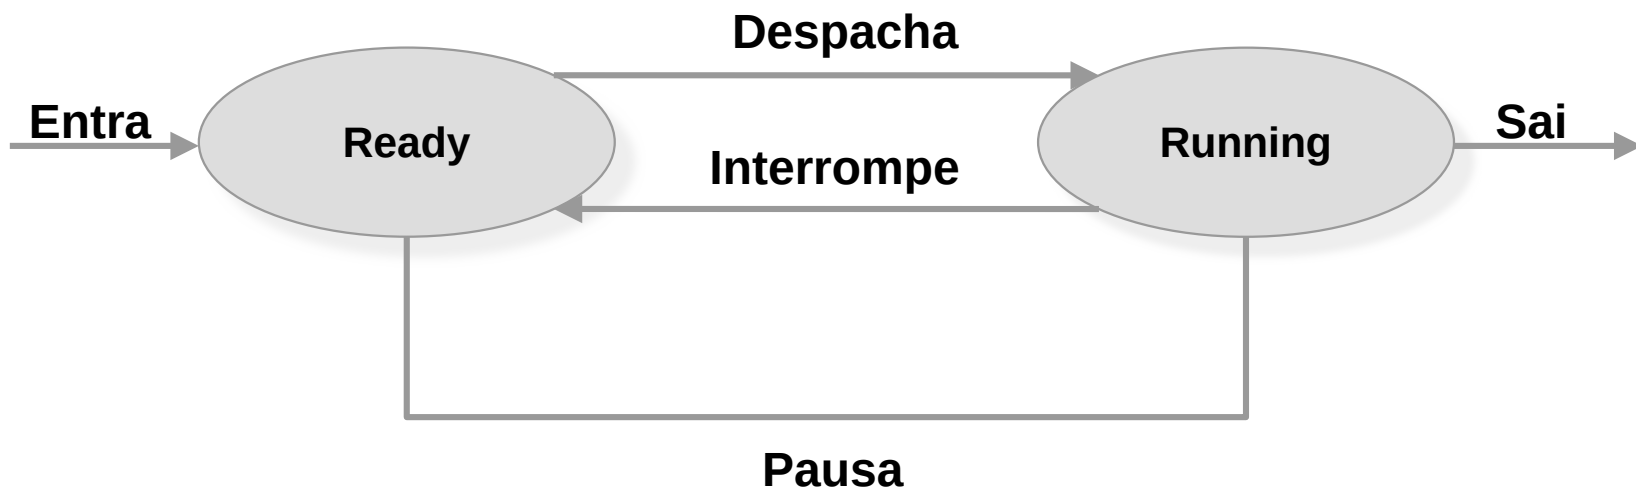 Despacha
Entra
Ready
Running
Sai
Interrompe
Pausa